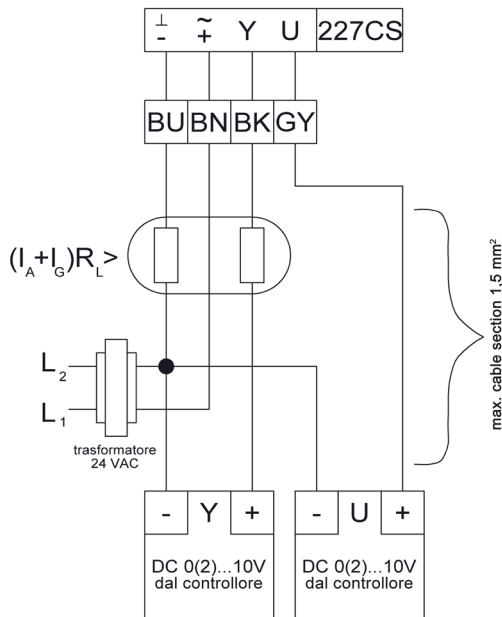 ⊥ ~ Y U 227CS
- +
BU BN BK GY
(I_A+I_G)R_L>
max. cable section 1,5 mm²
L₂
L₁
trasformatore
24 VAC
- Y + - U +
DC 0(2)...10V DC 0(2)...10V
dal controllore dal controllore